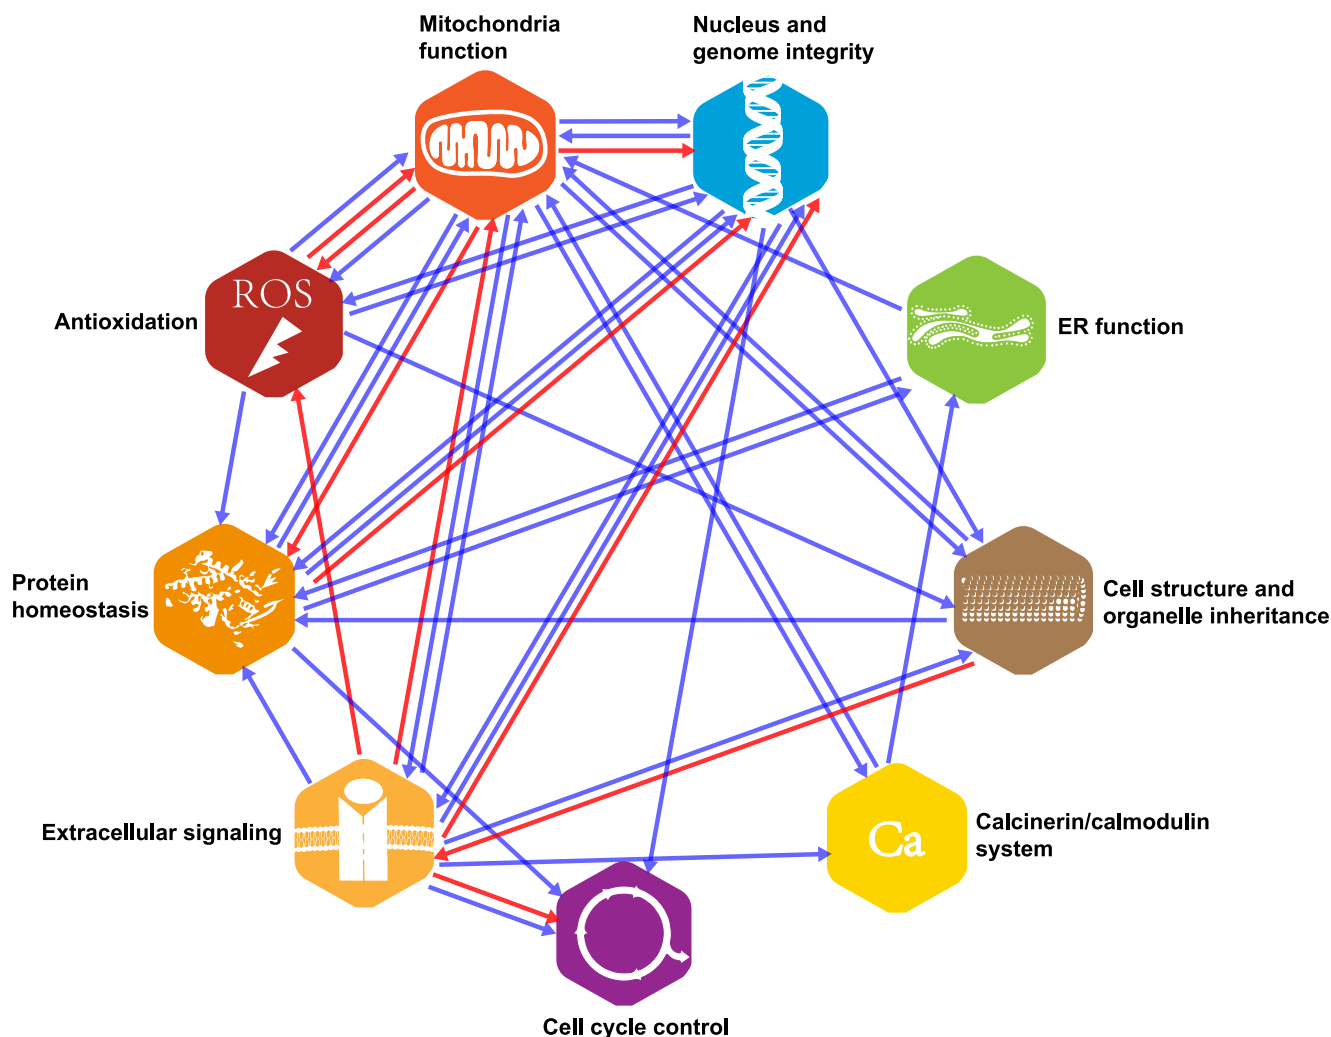 Mitochondria
function
Nucleus and
genome integrity
ROS
Antioxidation
ER function
Protein
homeostasis
Cell structure and
organelle inheritance
Extracellular signaling
Ca
Calcinerin/calmodulin
system
Cell cycle control